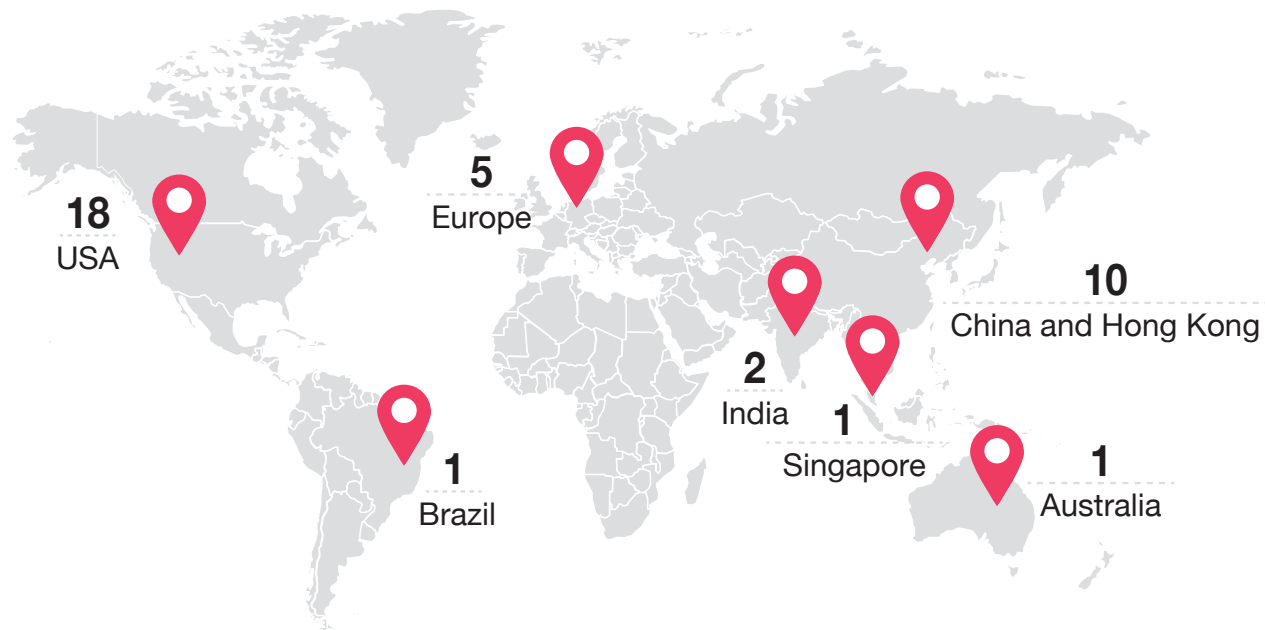 18
USA
5
Europe
10
China and Hong Kong
2
India
1
Singapore
1
Brazil
1
Australia